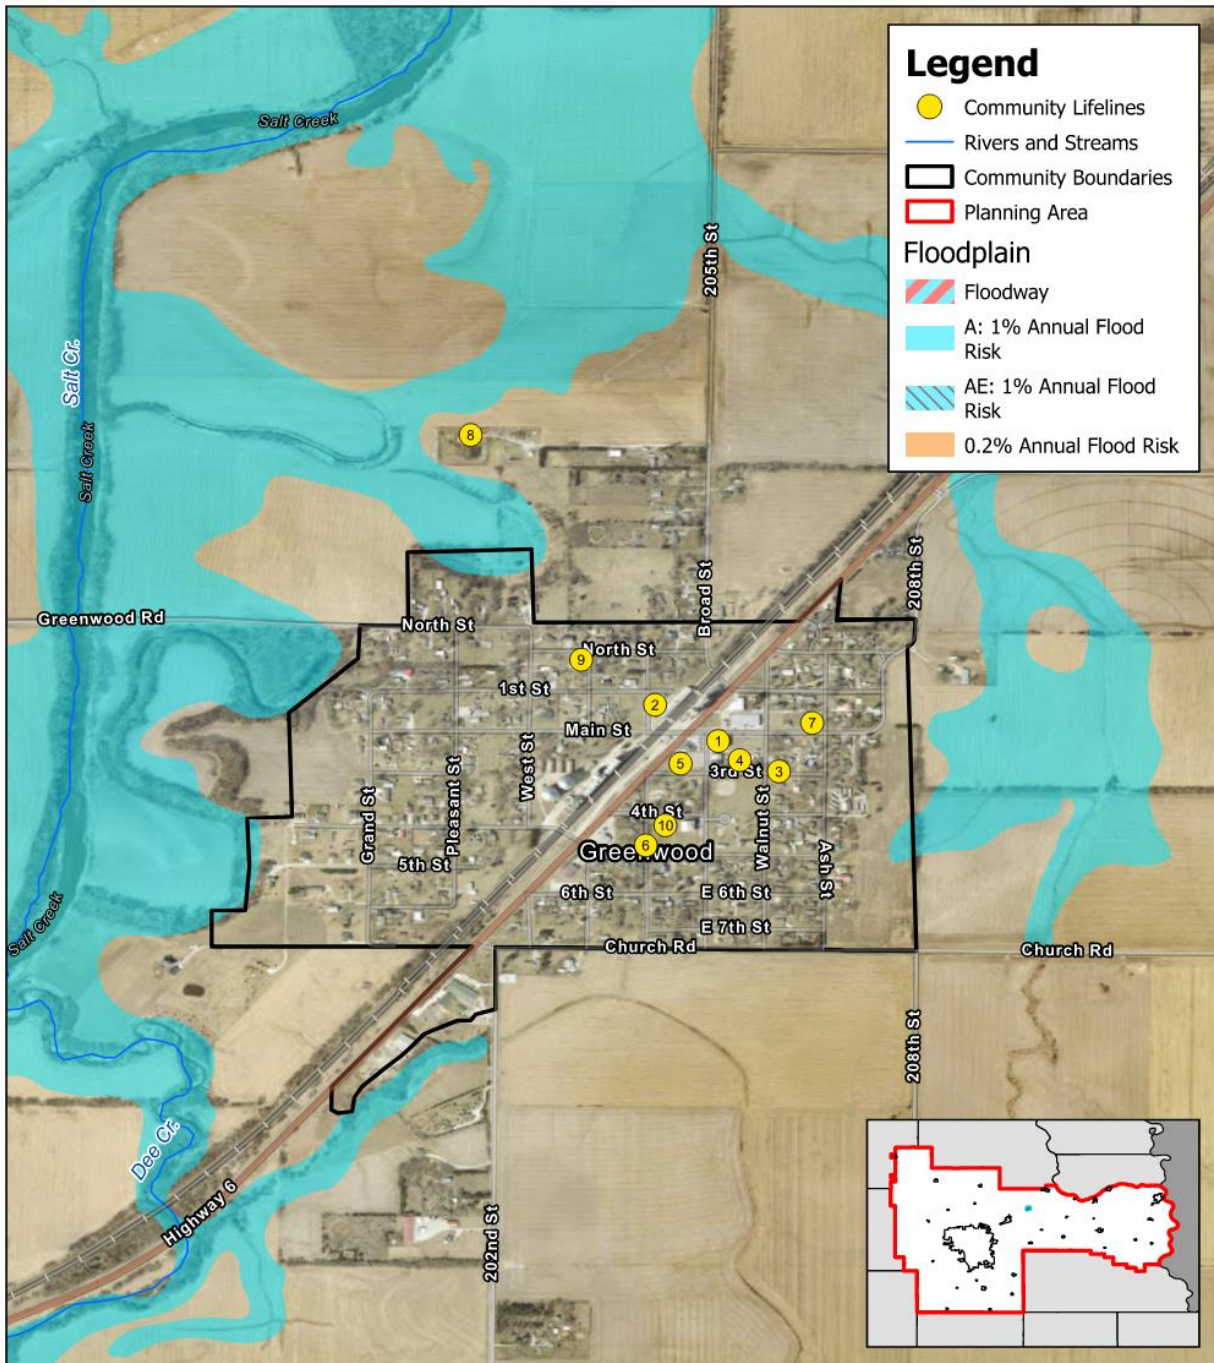 Legend
Community Lifelines
Rivers and Streams
Community Boundaries
Planning Area
Floodplain
Floodway
A: 1% Annual Flood
Risk
AE: 1% Annual Flood
Risk
0.2% Annual Flood Risk
Salt Creek
205th St
Salt Cr.
Salt Creek
8
Broad St
208th St
Greenwood Rd
North St
North St
9
1st St
2
7
Main St
1
West St
5
4
3rd St
3
Pleasant St
Grand St
4th St
10
Walnut St
6
Greenwood
Ash St
5th St
6th St
E 6th St
E 7th St
Salt Creek
Church Rd
Church Rd
208th St
Dee Cr.
Highway 6
202nd St